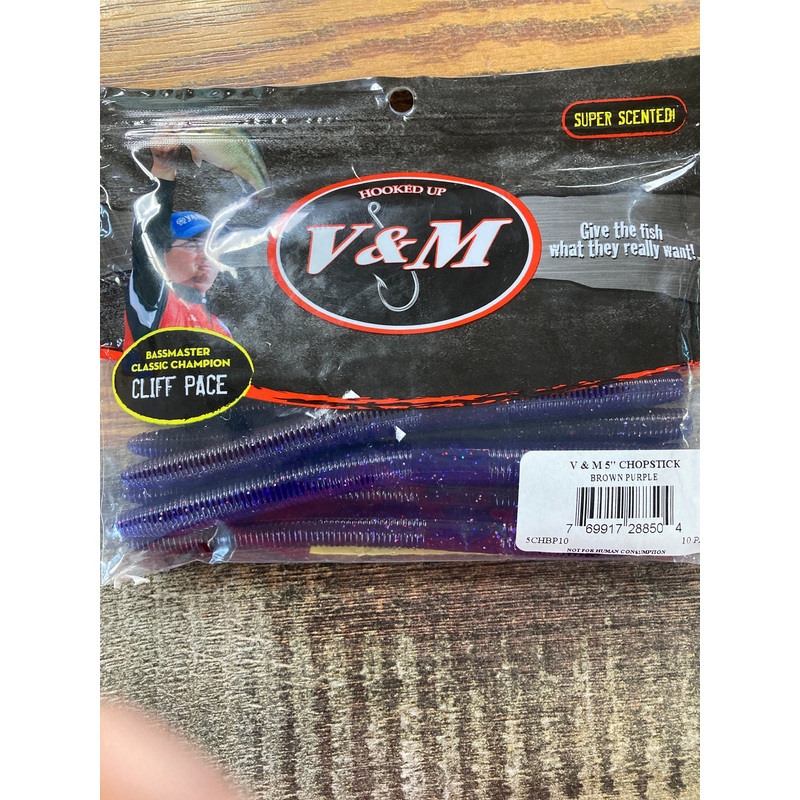 SUPER SCENTED!
HOOKED UP
V&M
Give the fish
what they really want!
BASSMASTER
CLASSIC CHAMPION
CLIFF PACE
V & M 5" CHOPSTICK
BROWN PURPLE
7 69917 28850 4
5CHBP10 10 P
NOT FOR HUMAN CONSUMPTION